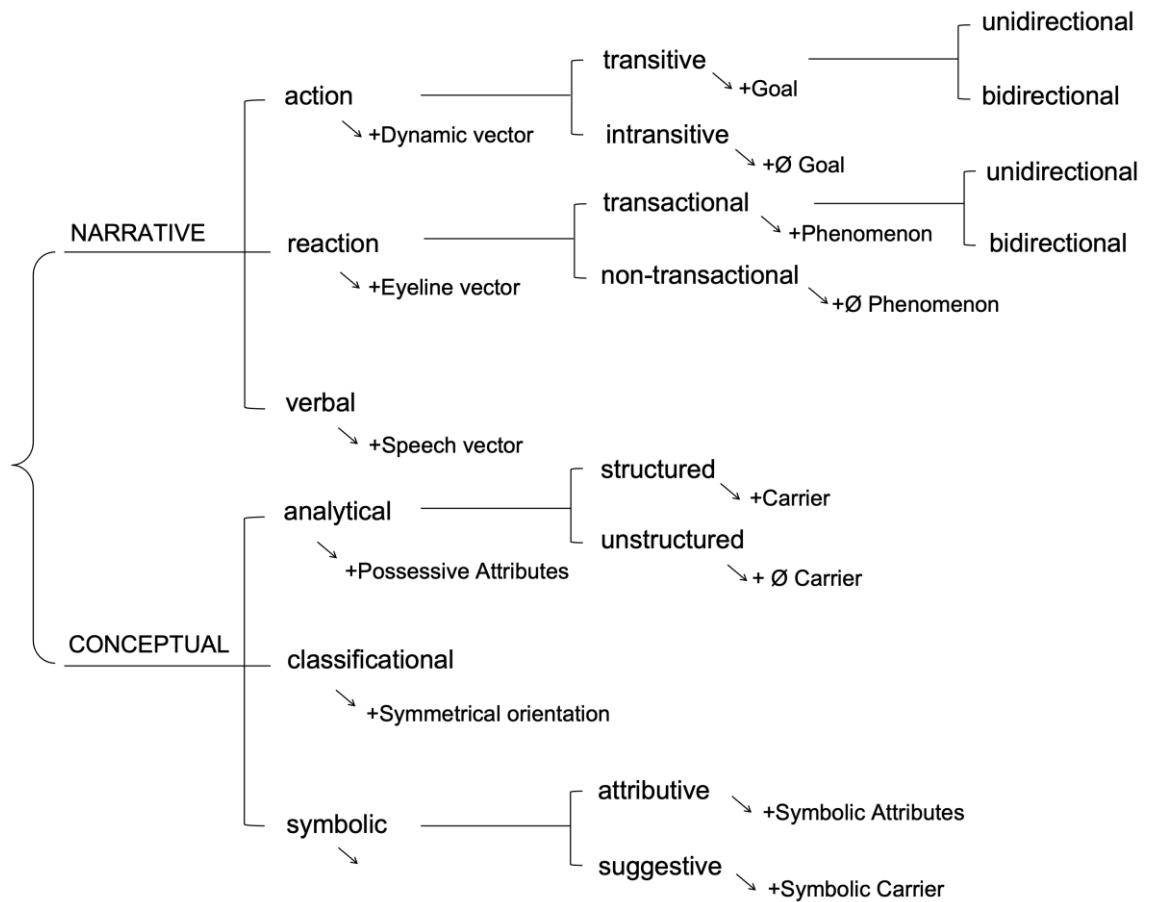 unidirectional
transitive
+Goal
action
bidirectional
+Dynamic vector
intransitive
+Ø Goal
unidirectional
transactional
NARRATIVE
+Phenomenon
reaction
bidirectional
non-transactional
+Eyeline vector
+Ø Phenomenon
verbal
+Speech vector
structured
+Carrier
analytical
unstructured
+Possessive Attributes
+ Ø Carrier
CONCEPTUAL
classificational
+Symmetrical orientation
attributive
+Symbolic Attributes
symbolic
suggestive
+Symbolic Carrier